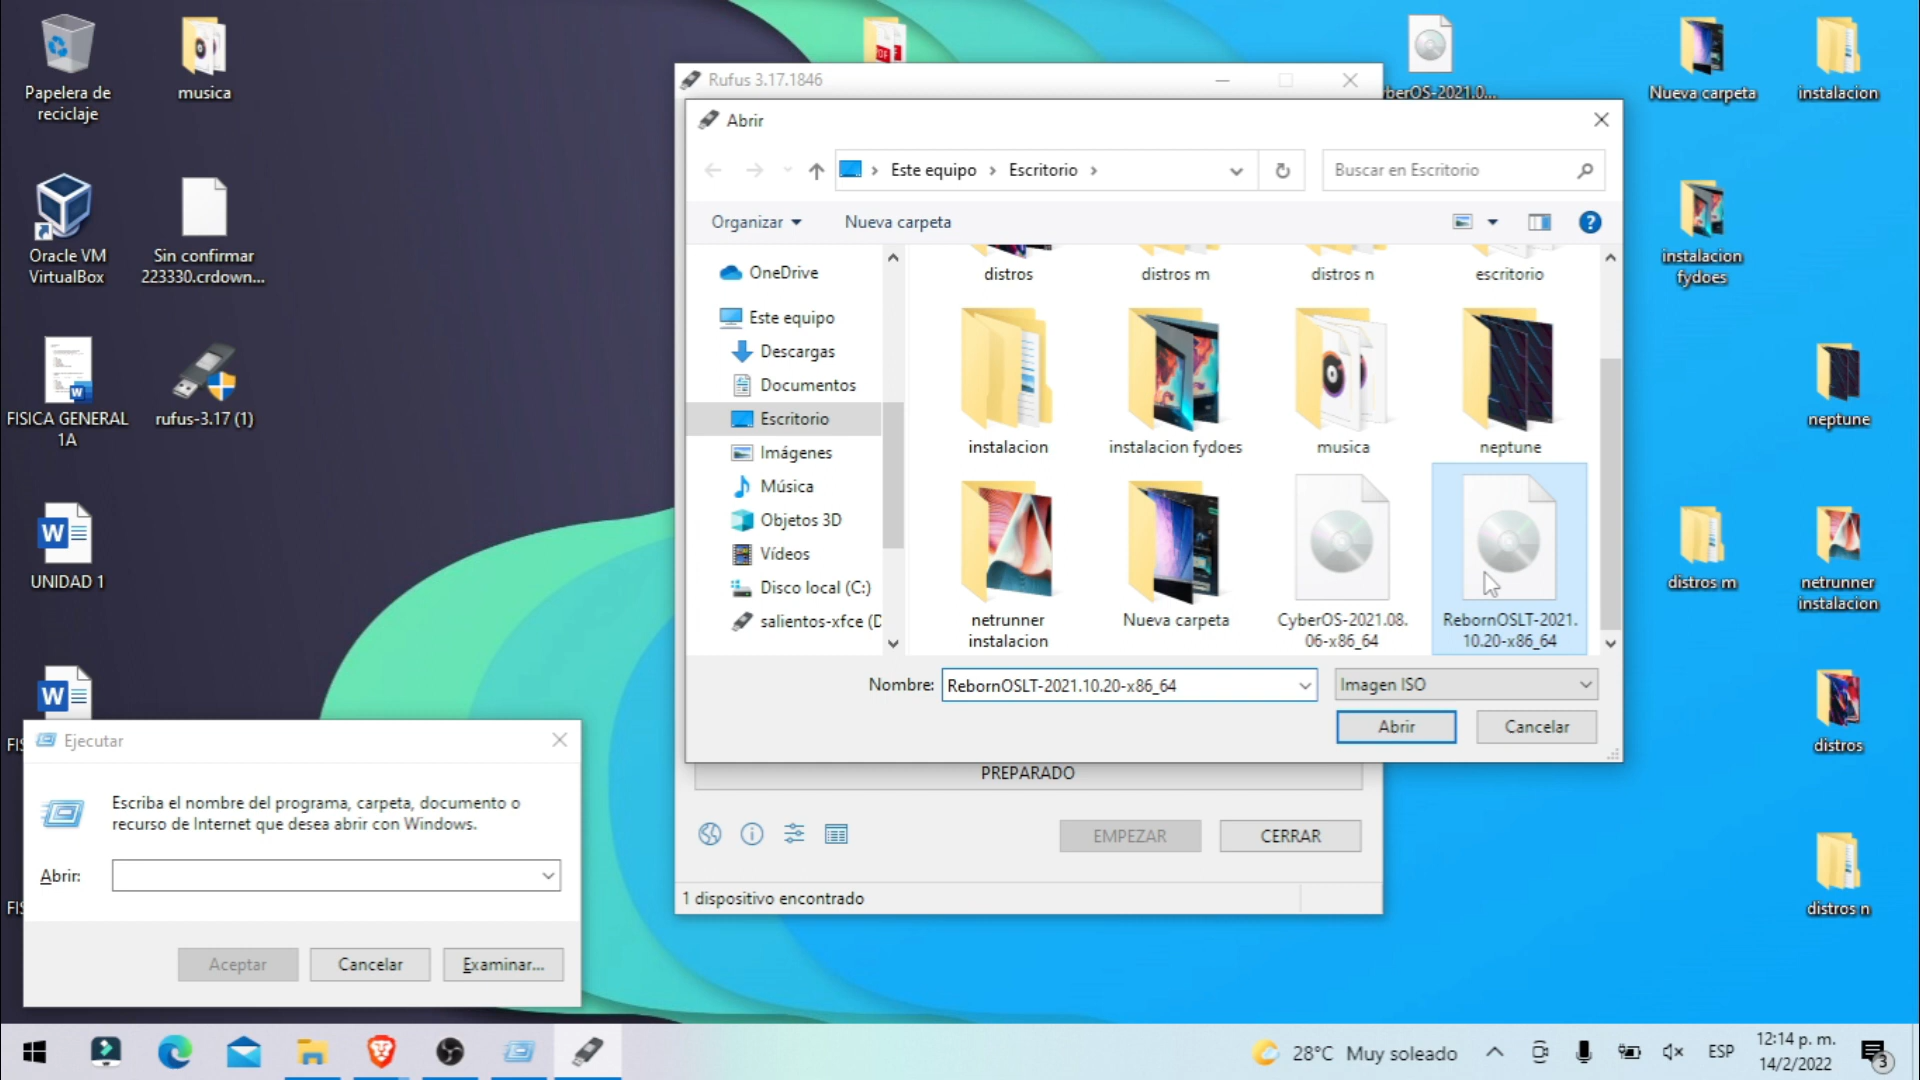 Papelera de
reciclaje
musica
Oracle VM
VirtualBox
Sin confirmar
223330.crdown...
FISICA GENERAL
1A
rufus-3.17 (1)
UNIDAD 1
PDF
Rufus 3.17.1846
Abrir
Este equipo
Escritorio
Buscar en Escritorio
Organizar
Nueva carpeta
OneDrive
Este equipo
Descargas
Documentos
Escritorio
Imágenes
Música
Objetos 3D
Vídeos
Disco local (C:)
salientos-xfce (D
distros
distros m
distros n
escritorio
instalacion
instalacion fydoes
musica
neptune
netrunner
instalacion
Nueva carpeta
CyberOS-2021.08.
06-x86_64
RebornOSLT-2021.
10.20-x86_64
Nombre:
RebornOSLT-2021.10.20-x86_64
Imagen ISO
Abrir
Cancelar
PREPARADO
EMPEZAR
CERRAR
1 dispositivo encontrado
berOS-2021.0...
Nueva carpeta
instalacion
instalacion
fydoes
neptune
distros m
netrunner
instalacion
distros
distros n
FIS
FIS
Ejecutar
Escriba el nombre del programa, carpeta, documento o
recurso de Internet que desea abrir con Windows.
Abrir:
Aceptar
Cancelar
Examinar...
28°C Muy soleado
ESP
12:14 p. m.
14/2/2022
3